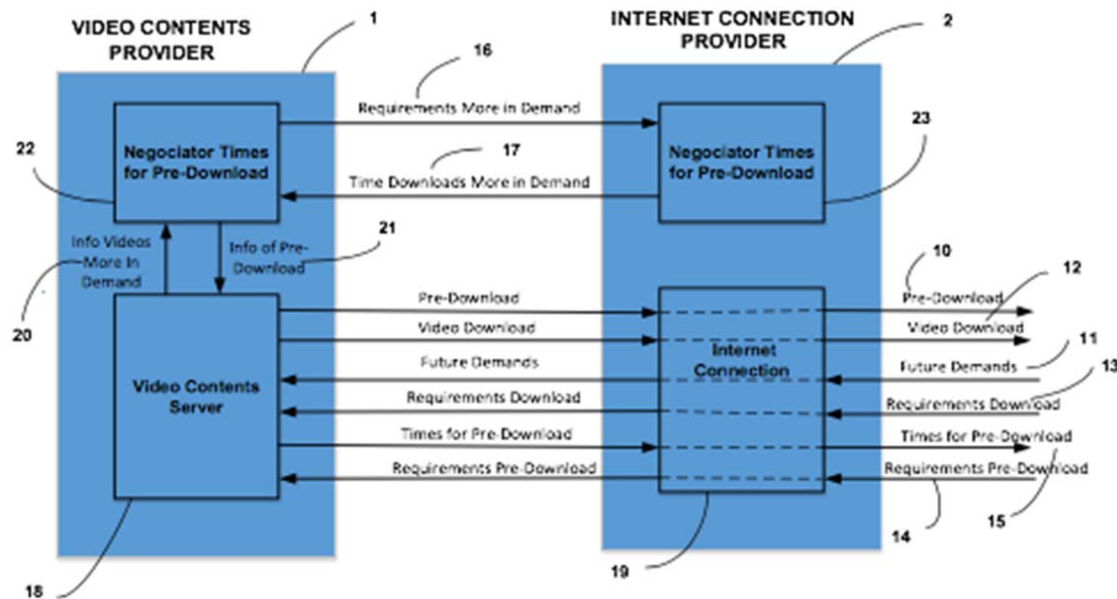 VIDEO CONTENTS
PROVIDER
1
INTERNET CONNECTION
PROVIDER
2
16
Requirements More in Demand
22
Negociator Times
for Pre-Download
17
Time Downloads More in Demand
Negociator Times
for Pre-Download
23
Info Videos
More In
Demand
20
Info of Pre-
Download
21
Pre-Download
Video Download
Future Demands
Requirements Download
Times for Pre-Download
Requirements Pre-Download
Video Contents
Server
18
Internet
Connection
19
10
Pre-Download
12
Video Download
11
Future Demands
13
Requirements Download
Times for Pre-Download
15
Requirements Pre-Download
14